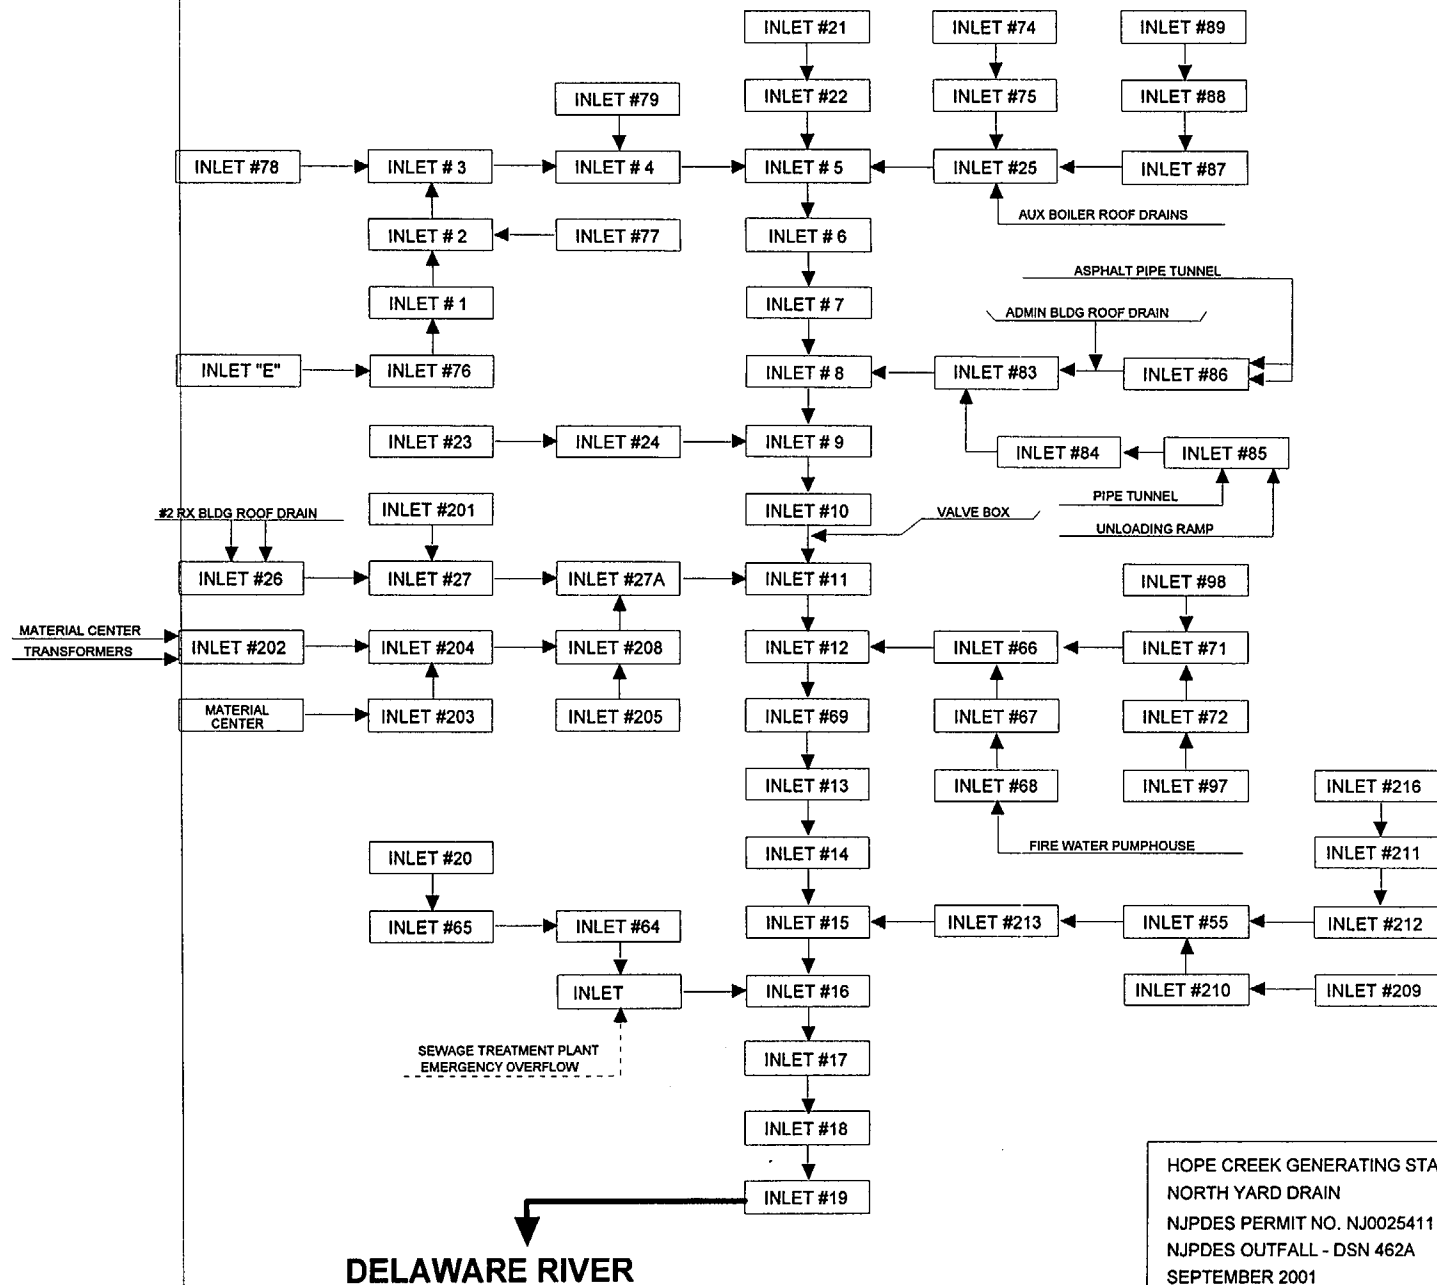 INLET #21
INLET #74
INLET #89
INLET #79
INLET #22
INLET #75
INLET #88
INLET #78
INLET # 3
INLET # 4
INLET # 5
INLET #25
INLET #87
AUX BOILER ROOF DRAINS
INLET # 2
INLET #77
INLET # 6
ASPHALT PIPE TUNNEL
INLET # 1
INLET # 7
ADMIN BLDG ROOF DRAIN
INLET "E"
INLET #76
INLET # 8
INLET #83
INLET #86
INLET #23
INLET #24
INLET # 9
INLET #84
INLET #85
PIPE TUNNEL
#2 RX BLDG ROOF DRAIN
INLET #201
INLET #10
VALVE BOX
UNLOADING RAMP
INLET #26
INLET #27
INLET #27A
INLET #11
INLET #98
MATERIAL CENTER
TRANSFORMERS
INLET #202
INLET #204
INLET #208
INLET #12
INLET #66
INLET #71
MATERIAL
CENTER
INLET #203
INLET #205
INLET #69
INLET #67
INLET #72
INLET #13
INLET #68
INLET #97
INLET #216
INLET #20
INLET #14
FIRE WATER PUMPHOUSE
INLET #211
INLET #65
INLET #64
INLET #15
INLET #213
INLET #55
INLET #212
INLET
INLET #16
INLET #210
INLET #209
SEWAGE TREATMENT PLANT
EMERGENCY OVERFLOW
INLET #17
INLET #18
INLET #19
DELAWARE RIVER
HOPE CREEK GENERATING STA
NORTH YARD DRAIN
NJPDES PERMIT NO. NJ0025411
NJPDES OUTFALL - DSN 462A
SEPTEMBER 2001